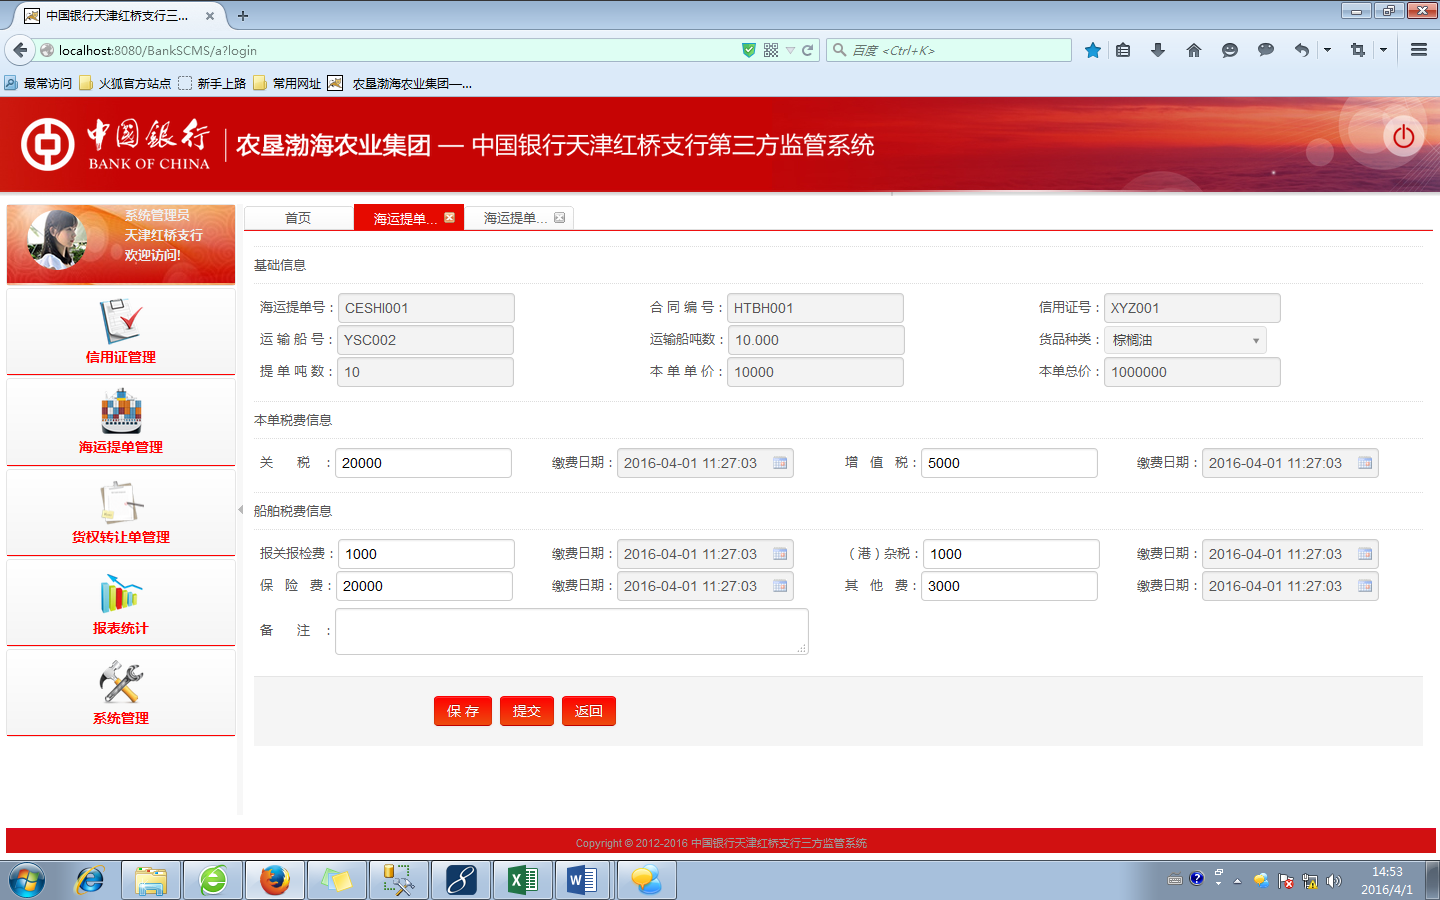 中国银行天津红桥支行三...
localhost:8080/BankSCMS/a?login
百度 <Ctrl+K>
最常访问 火狐官方站点 新手上路 常用网址 农垦渤海农业集团—...
中国银行
BANK OF CHINA
农垦渤海农业集团 — 中国银行天津红桥支行第三方监管系统
系统管理员
天津红桥支行
欢迎访问!
信用证管理
海运提单管理
货权转让单管理
报表统计
系统管理
首页 海运提单... 海运提单...
基础信息
海运提单号： CESHI001 合 同 编 号： HTBH001 信用证号： XYZ001
运 输 船 号： YSC002 运输船吨数： 10.000 货品种类： 棕榈油
提 单 吨 数： 10 本 单 单 价： 10000 本单总价： 1000000
本单税费信息
关 税 ： 20000 缴费日期： 2016-04-01 11:27:03 增 值 税： 5000 缴费日期： 2016-04-01 11:27:03
船舶税费信息
报关报检费： 1000 缴费日期： 2016-04-01 11:27:03 （港）杂税： 1000 缴费日期： 2016-04-01 11:27:03
保 险 费： 20000 缴费日期： 2016-04-01 11:27:03 其 他 费： 3000 缴费日期： 2016-04-01 11:27:03
备 注 ：
保 存 提交 返回
Copyright © 2012-2016 中国银行天津红桥支行三方监管系统
14:53
2016/4/1